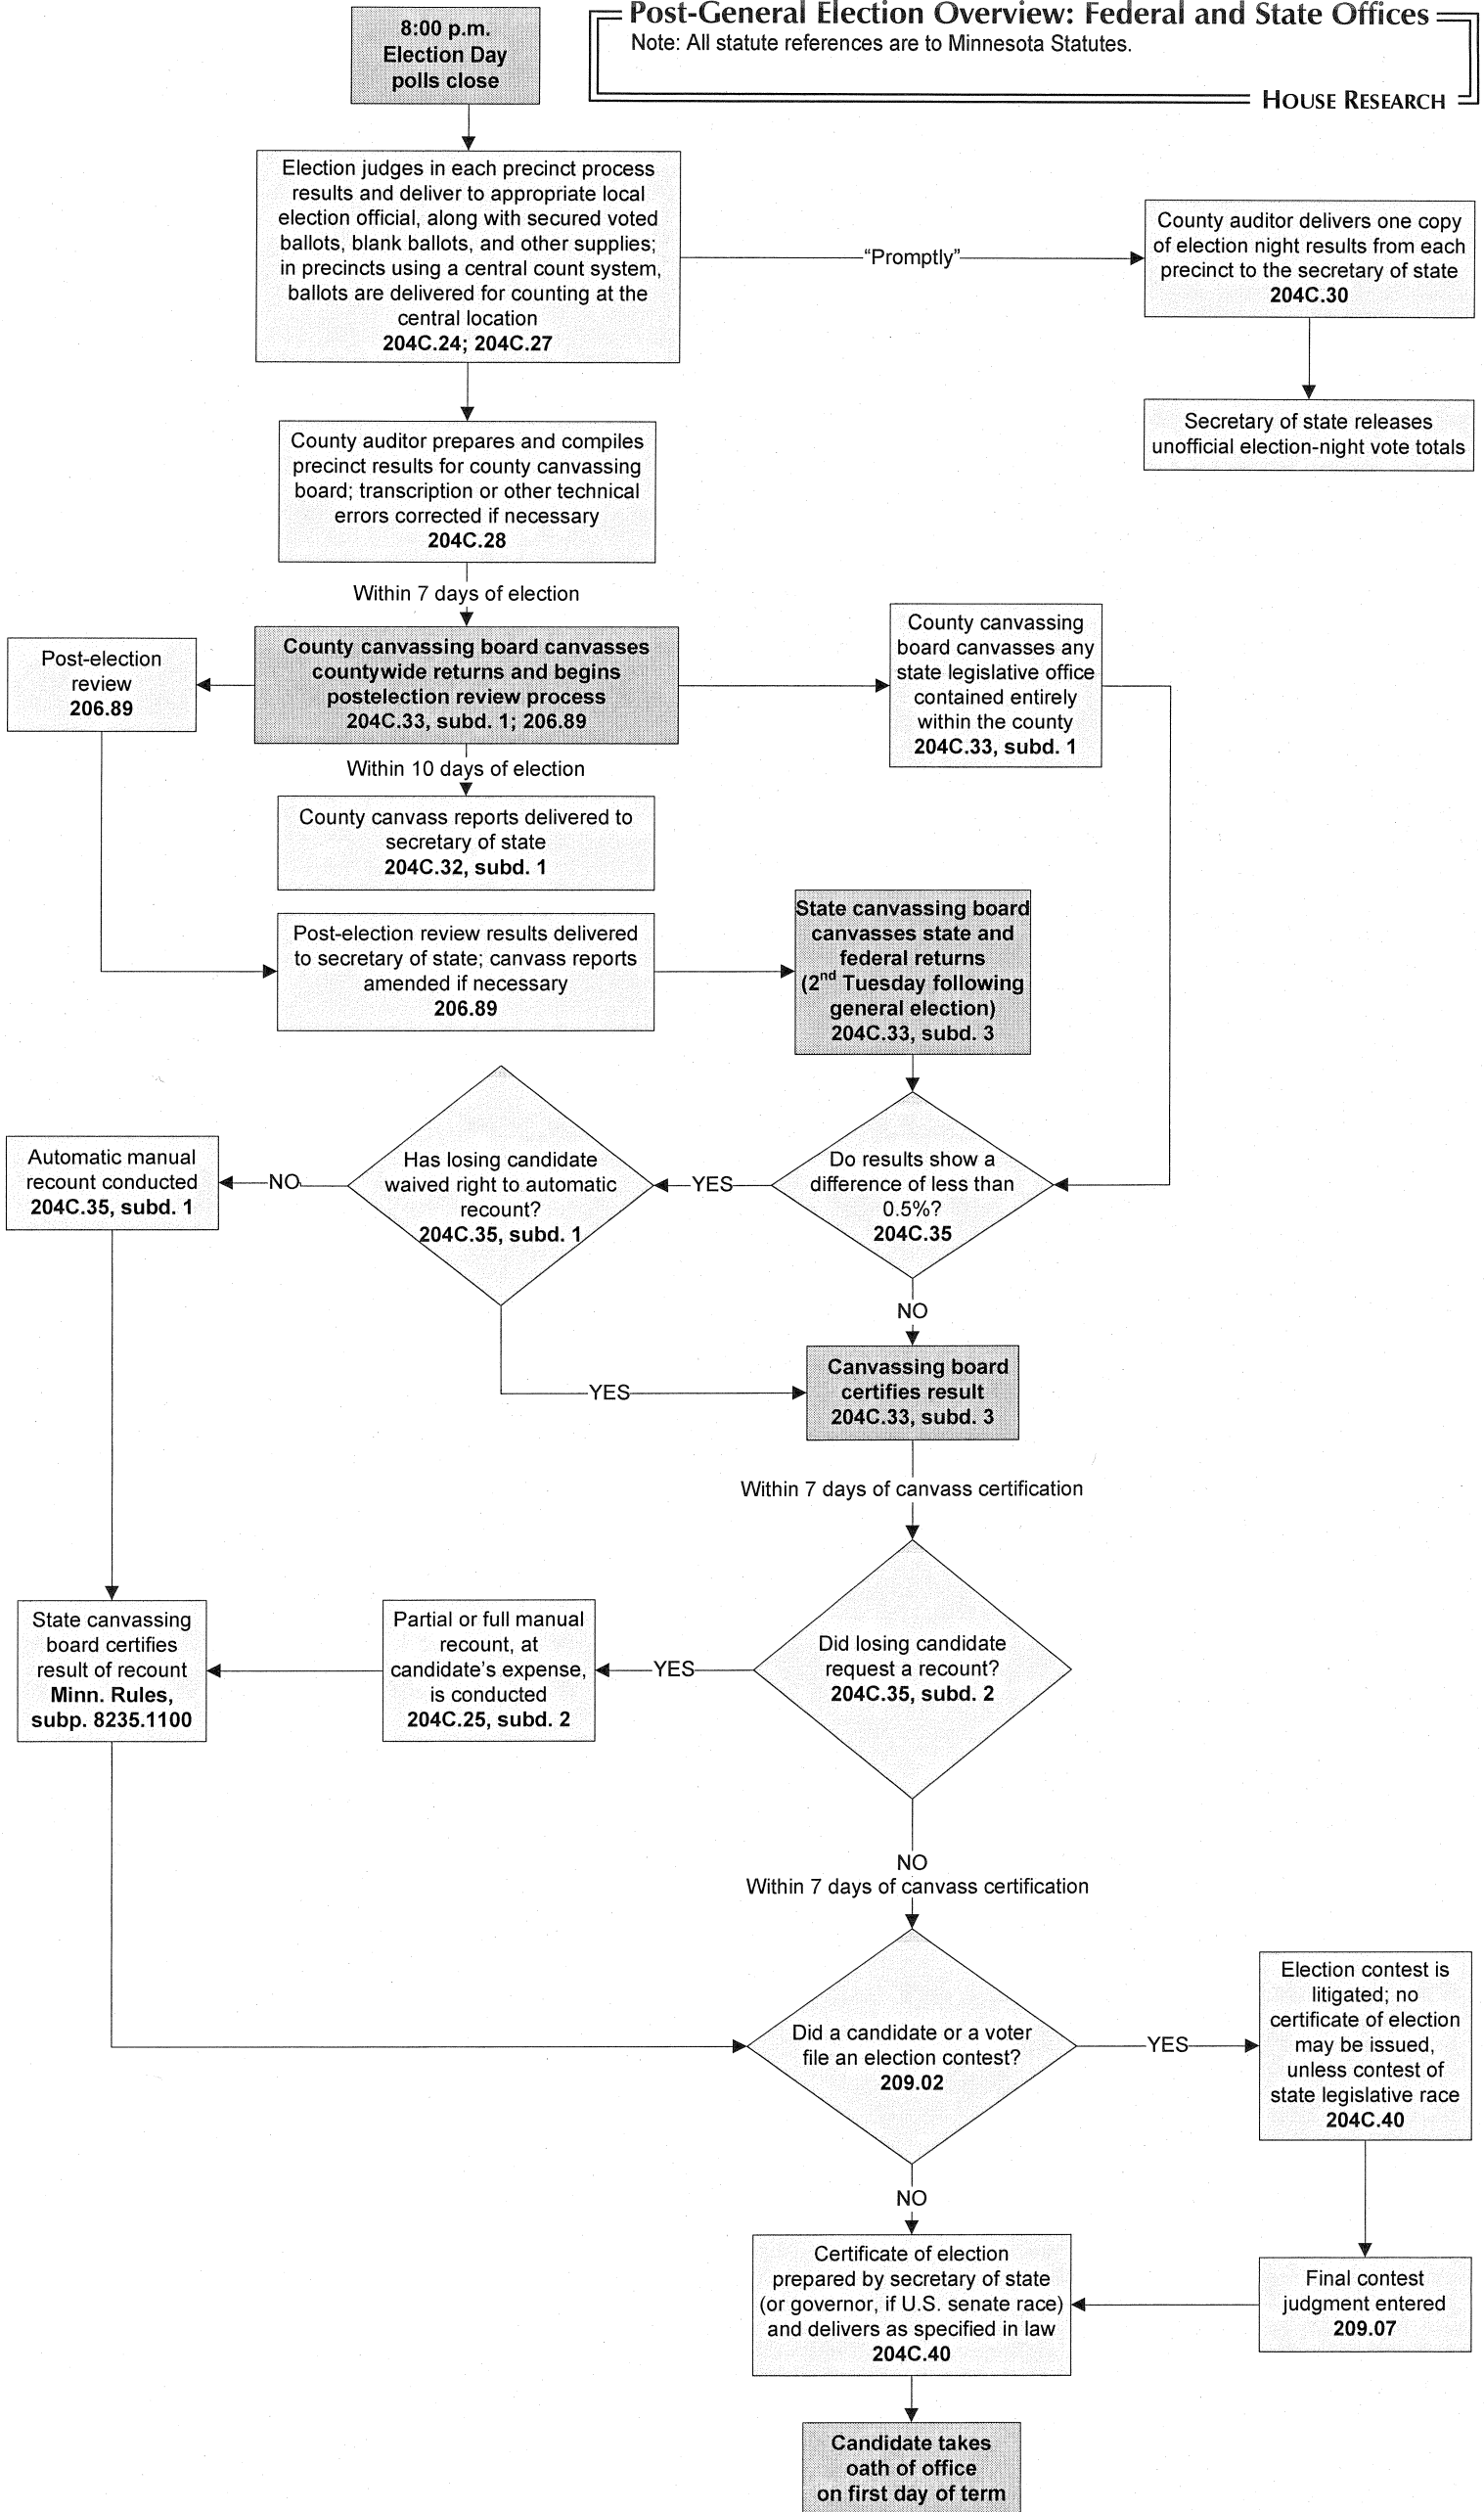 Post-General Election Overview: Federal and State Offices
Note: All statute references are to Minnesota Statutes.
HOUSE RESEARCH
8:00 p.m.
Election Day
polls close
Election judges in each precinct process
results and deliver to appropriate local
election official, along with secured voted
ballots, blank ballots, and other supplies;
in precincts using a central count system,
ballots are delivered for counting at the
central location
204C.24; 204C.27
“Promptly”
County auditor delivers one copy
of election night results from each
precinct to the secretary of state
204C.30
Secretary of state releases
unofficial election-night vote totals
County auditor prepares and compiles
precinct results for county canvassing
board; transcription or other technical
errors corrected if necessary
204C.28
Within 7 days of election
Post-election
review
206.89
County canvassing board canvasses
countywide returns and begins
postelection review process
204C.33, subd. 1; 206.89
County canvassing
board canvasses any
state legislative office
contained entirely
within the county
204C.33, subd. 1
Within 10 days of election
County canvass reports delivered to
secretary of state
204C.32, subd. 1
Post-election review results delivered
to secretary of state; canvass reports
amended if necessary
206.89
State canvassing board
canvasses state and
federal returns
(2nd Tuesday following
general election)
204C.33, subd. 3
Do results show a
difference of less than
0.5%?
204C.35
YES
Has losing candidate
waived right to automatic
recount?
204C.35, subd. 1
NO
Automatic manual
recount conducted
204C.35, subd. 1
NO
YES
Canvassing board
certifies result
204C.33, subd. 3
Within 7 days of canvass certification
Did losing candidate
request a recount?
204C.35, subd. 2
YES
Partial or full manual
recount, at
candidate's expense,
is conducted
204C.25, subd. 2
State canvassing
board certifies
result of recount
Minn. Rules,
subp. 8235.1100
NO
Within 7 days of canvass certification
Did a candidate or a voter
file an election contest?
209.02
YES
Election contest is
litigated; no
certificate of election
may be issued,
unless contest of
state legislative race
204C.40
NO
Certificate of election
prepared by secretary of state
(or governor, if U.S. senate race)
and delivers as specified in law
204C.40
Final contest
judgment entered
209.07
Candidate takes
oath of office
on first day of term